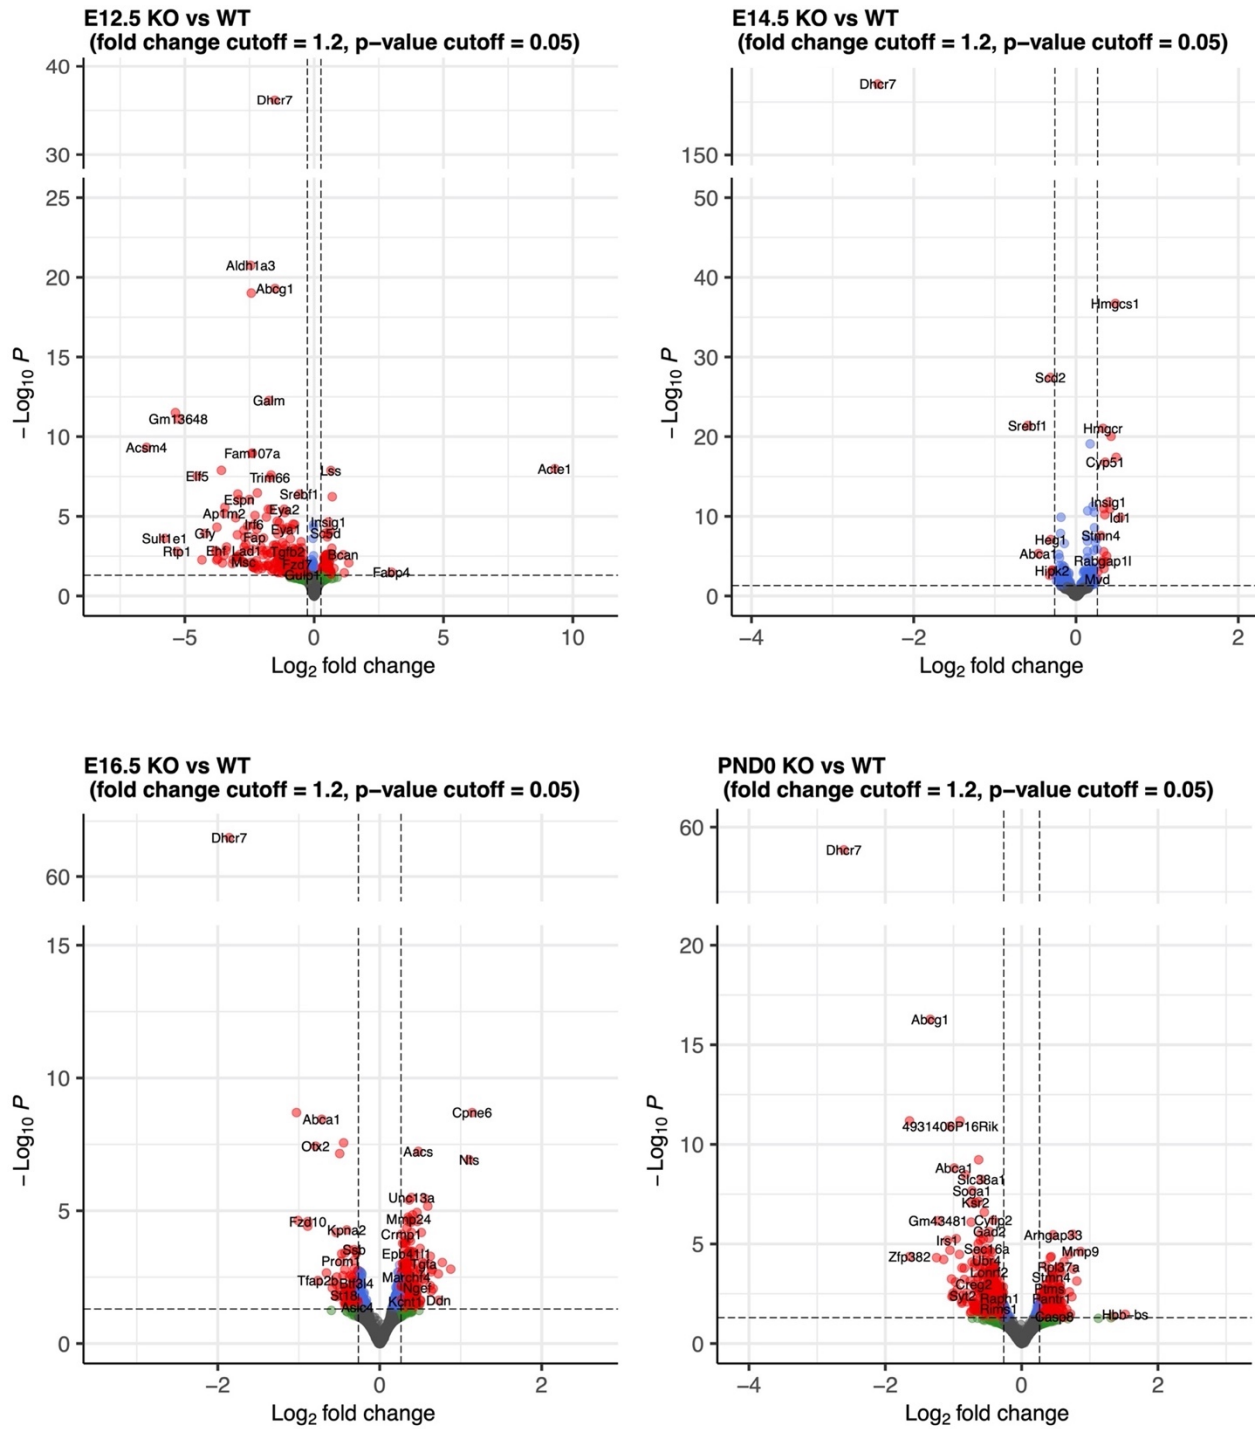 E12.5 KO vs WT
(fold change cutoff = 1.2, p−value cutoff = 0.05)
40
30
25
20
15
10
5
0
− Log10 P
Dhcr7
Aldh1a3
Abcg1
Galm
Gm13648
Acsm4
Fam107a
Elf5
Trim66
Lss
Acte1
Espn
Srebf1
Ap1m2
Eya2
Irf6
Eya1
Insig1
Sc5d
Gfy
Fap
Sult1e1
Rtp1
Ehf
Lad1
Tgfb2
Bcan
Msc
Fzd7
Gulp1
Fabp4
−5
0
5
10
Log2 fold change
E14.5 KO vs WT
(fold change cutoff = 1.2, p−value cutoff = 0.05)
150
50
40
30
20
10
0
− Log10 P
Dhcr7
Hmgcs1
Scd2
Srebf1
Hmgcr
Cyp51
Insig1
Idi1
Heg1
Stmn4
Abca1
Rabgap1l
Hipk2
Mvd
−4
−2
0
2
Log2 fold change
E16.5 KO vs WT
(fold change cutoff = 1.2, p−value cutoff = 0.05)
60
15
10
5
0
− Log10 P
Dhcr7
Abca1
Cpne6
Otx2
Aacs
Nts
Unc13a
Fzd10
Mmp24
Kpna2
Crmp1
Ssb
Epb41l1
Prom1
Tgfa
Tfap2b
Btf3l4
Marchf4
St18
Ngef
Asic4
Kcnt1
Ddn
−2
0
2
Log2 fold change
PND0 KO vs WT
(fold change cutoff = 1.2, p−value cutoff = 0.05)
60
20
15
10
5
0
− Log10 P
Dhcr7
Abcg1
4931406P16Rik
Abca1
Slc38a1
Soga1
Ksr2
Gm43481
Cyfip2
Gad2
Arhgap33
Irs1
Sec16a
Mmp9
Zfp382
Ubr4
Rpl37a
Lonrf2
Stmn4
Creg2
Ptms
Syt2
Raph1
Pantr1
Rims1
Casp8
Hbb−bs
−4
−2
0
2
Log2 fold change